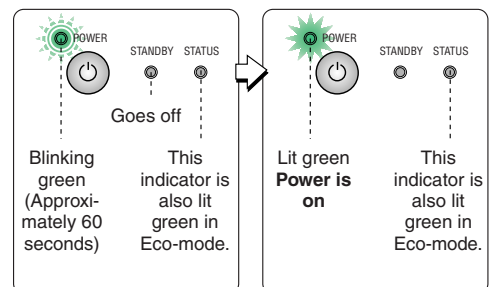 POWER
STANDBY STATUS
Goes off
Blinking
green
(Approxi-
mately 60
seconds)
This
indicator is
also lit
green in
Eco-mode.
POWER
STANDBY STATUS
Lit green
Power is
on
This
indicator is
also lit
green in
Eco-mode.